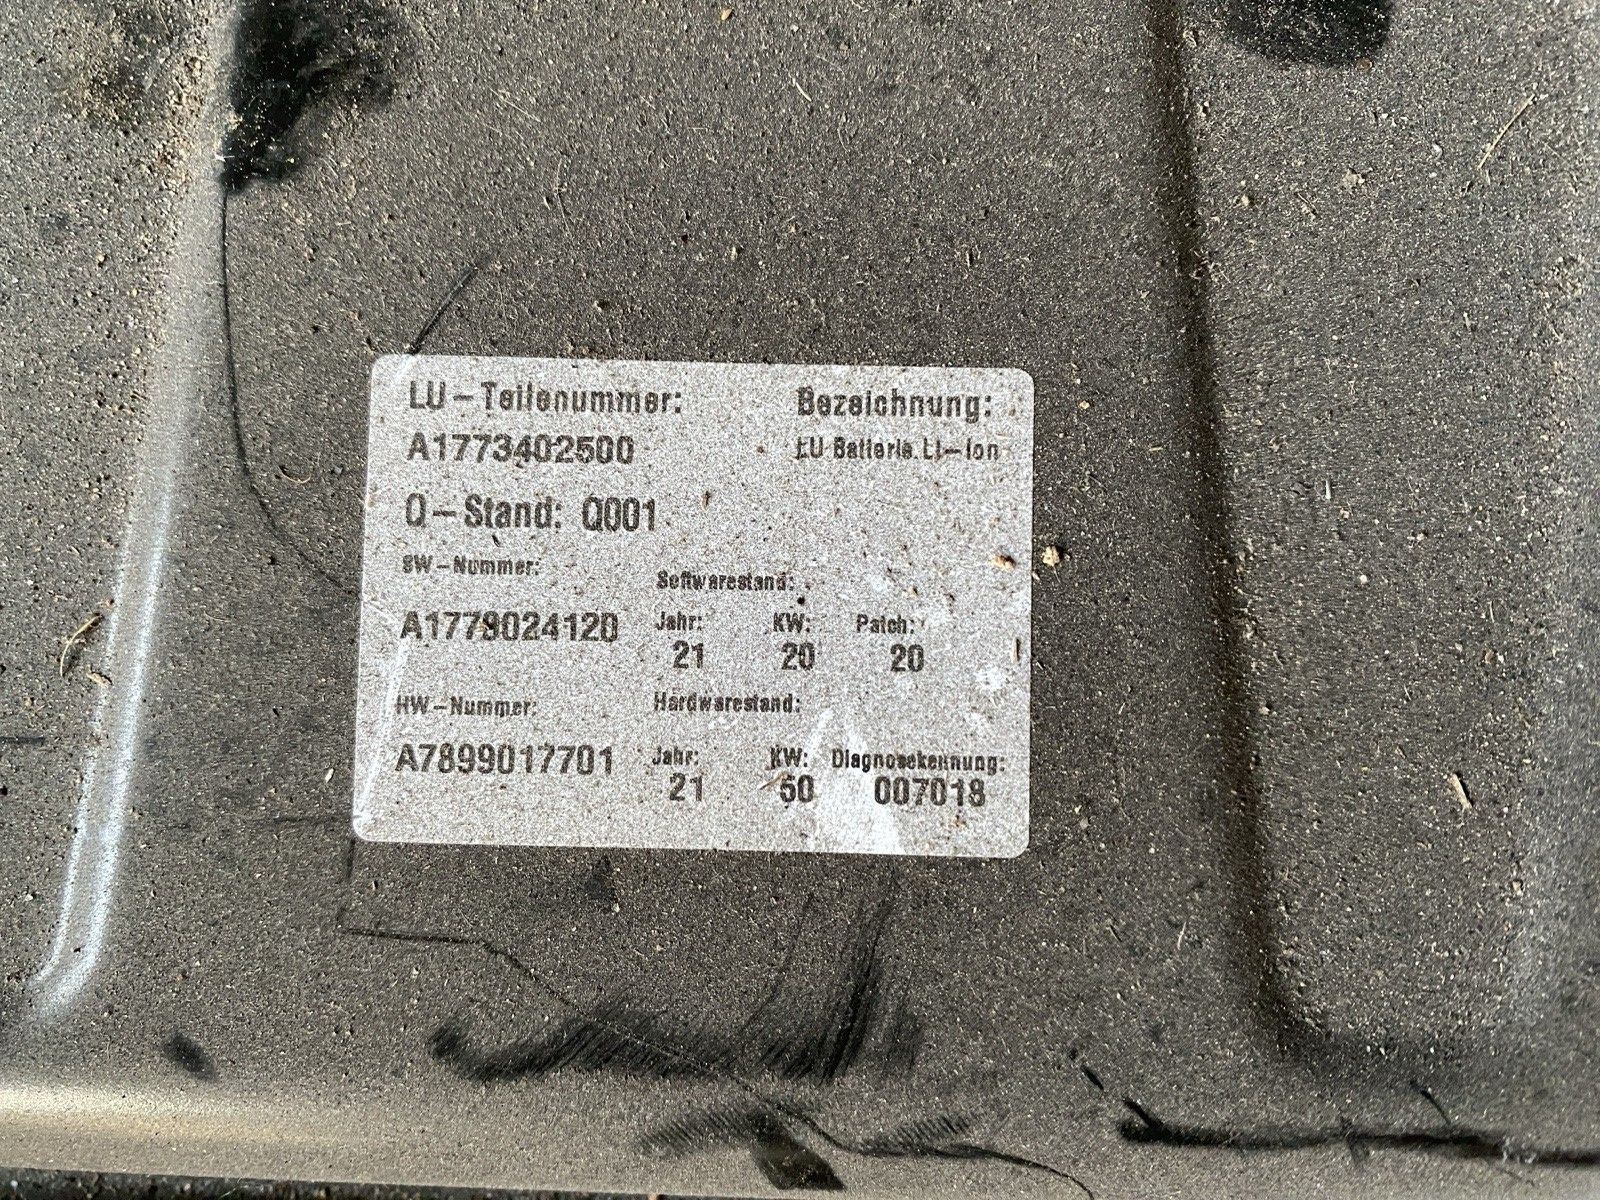 LU-Teilenummer: Bezeichnung:
A1773402500 LU Batterie Li-Ion
Q-Stand: Q001
SW-Nummer: Softwarestand:
A1779024120 Jahr: KW: Patch:
21 20 20
HW-Nummer: Hardwarestand:
A7899017701 Jahr: KW: Diagnosekennung:
21 50 007018